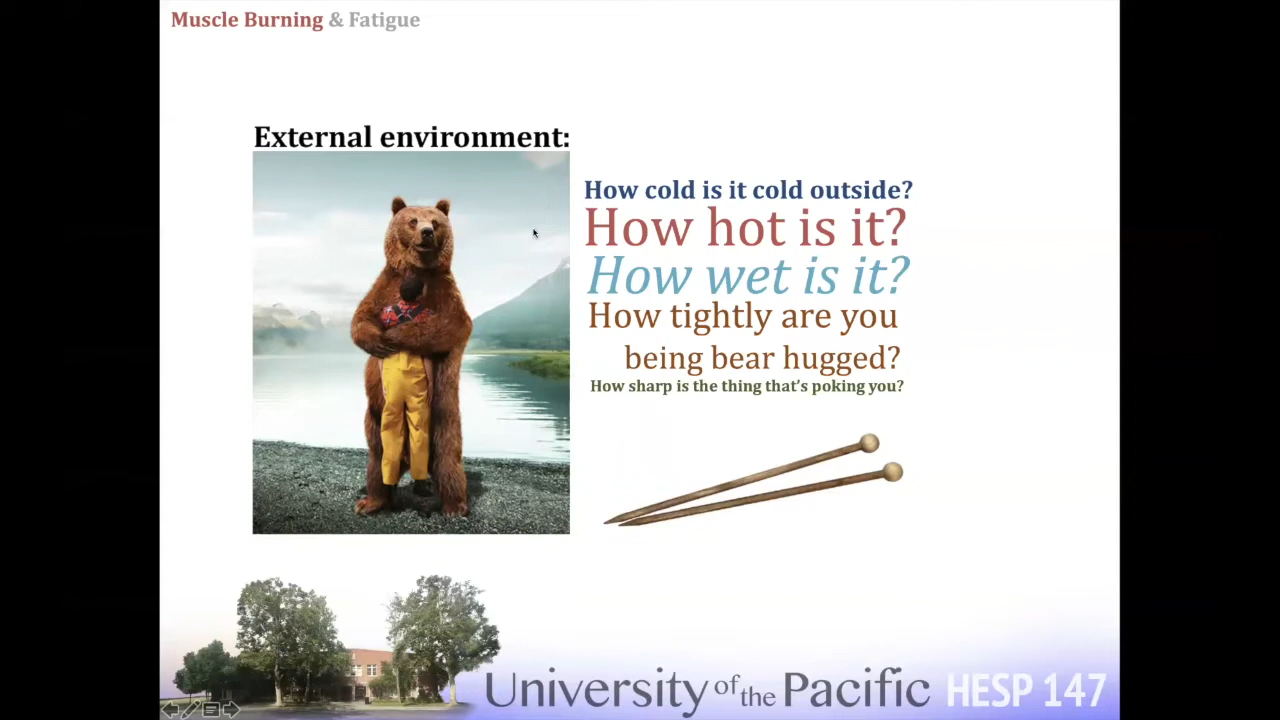 Muscle Burning & Fatigue
External environment:
How cold is it cold outside?
How hot is it?
How wet is it?
How tightly are you
being bear hugged?
How sharp is the thing that's poking you?
University of the Pacific HESP 147